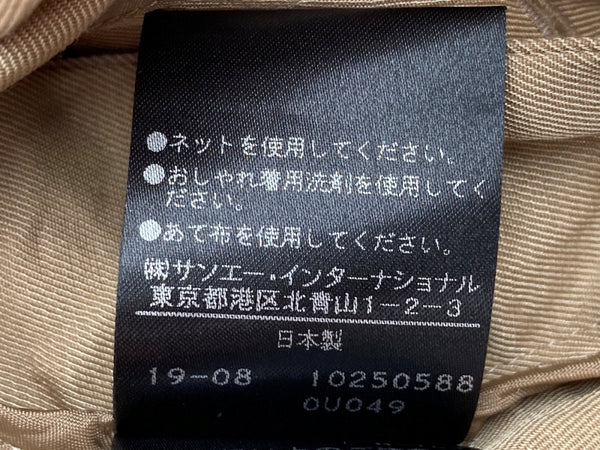 ●ネットを使用してください。
●おしゃれ着用洗剤を使用してく
ださい。
●あて布を使用してください。
㈱サンエー・インターナショナル
東京都港区北青山1-2-3
日本製
19-08 10250588
0U049